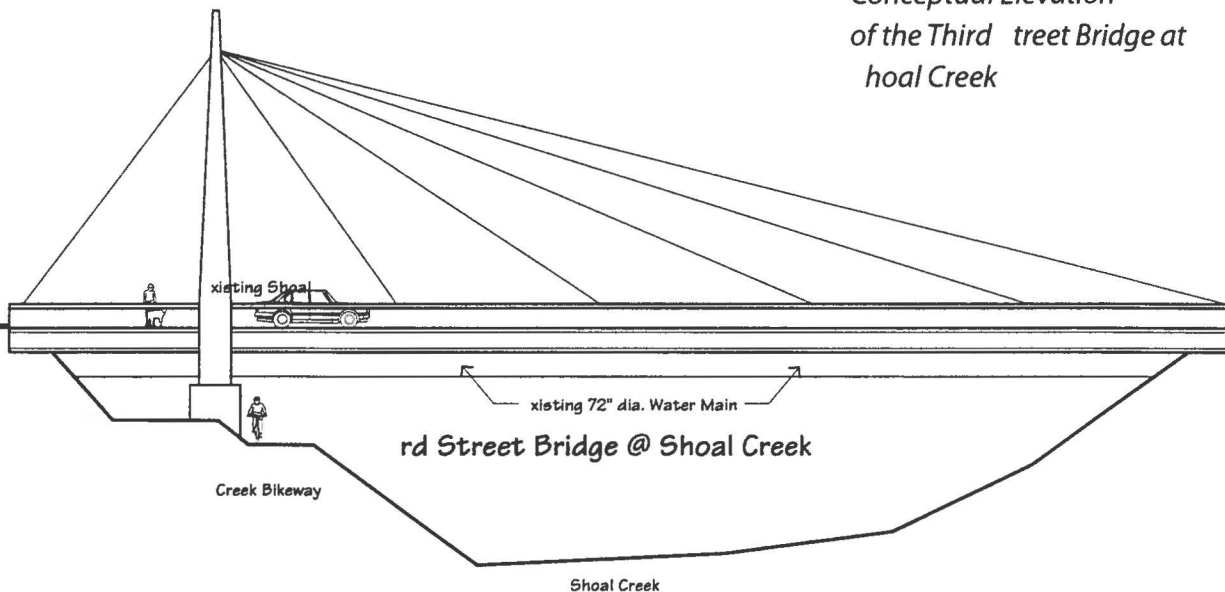 Conceptual Elevation
of the Third treet Bridge at
hoal Creek
xisting Shoal
xisting 72" dia. Water Main
rd Street Bridge @ Shoal Creek
Creek Bikeway
Shoal Creek